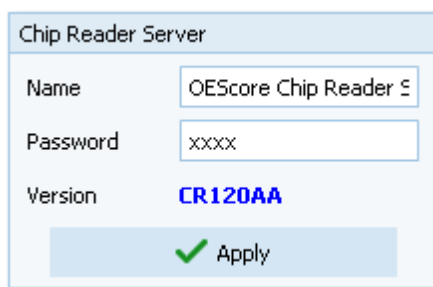 Chip Reader Server
Name OEScore Chip Reader S
Password xxxx
Version CR120AA
Apply